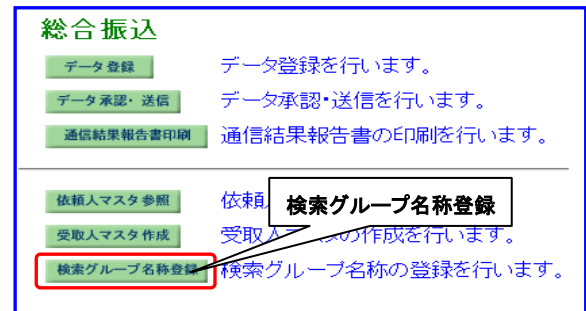 総合振込
データ登録 データ登録を行います。
データ承認・送信 データ承認・送信を行います。
通信結果報告書印刷 通信結果報告書の印刷を行います。
依頼人マスタ参照 依頼
検索グループ名称登録
受取人マスタ作成 受取人マスタの作成を行います。
検索グループ名称登録 検索グループ名称の登録を行います。